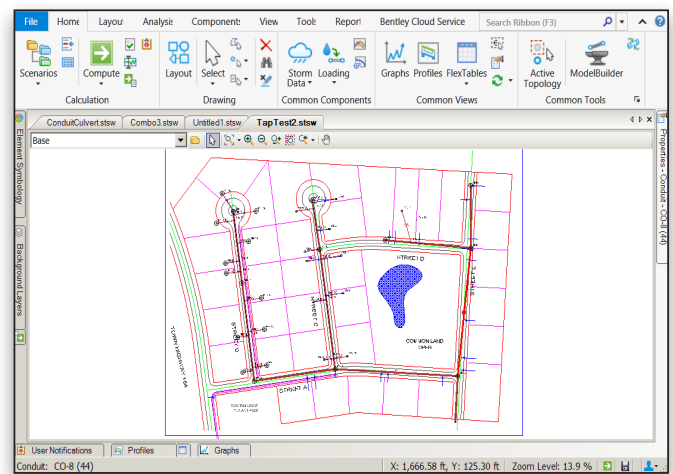 File Home Layout Analysis Components View Tools Report Bentley Cloud Service Search Ribbon (F3)
Scenarios Compute Layout Select Storm Data Loading Graphs Profiles FlexTables Active Topology ModelBuilder
Calculation Drawing Common Components Common Views Common Tools
ConduitCulvert.stsw Combo3.stsw Untitled1.stsw TapTest2.stsw
Base
Element Symbology
Background Layers
Properties - Conduit - CO-8 (44)
STREET D
STREET C
COMMON LAND
OPEN
STREET A
User Notifications Profiles Graphs
Conduit: CO-8 (44) X: 1,666.58 ft, Y: 125.30 ft Zoom Level: 13.9 %